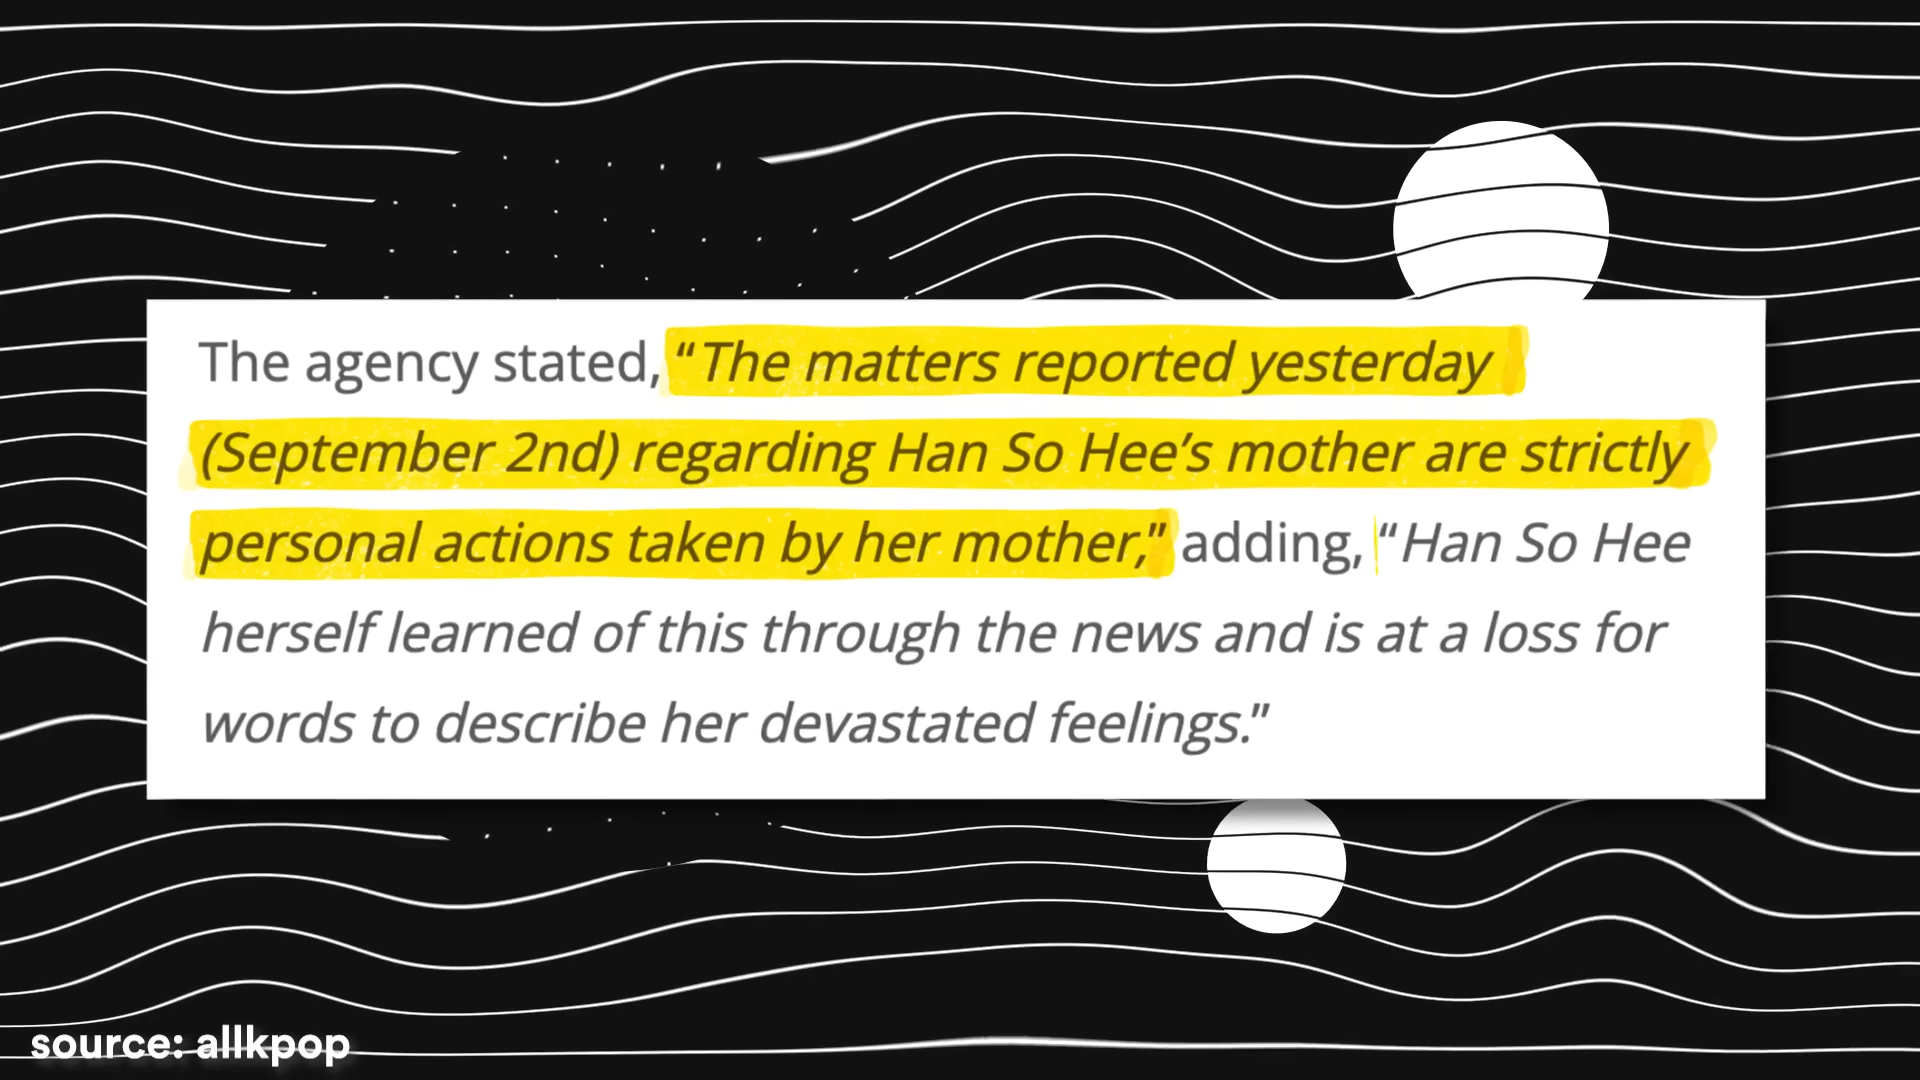 The agency stated, “The matters reported yesterday
(September 2nd) regarding Han So Hee’s mother are strictly
personal actions taken by her mother,” adding, “Han So Hee
herself learned of this through the news and is at a loss for
words to describe her devastated feelings.”
source: allkpop